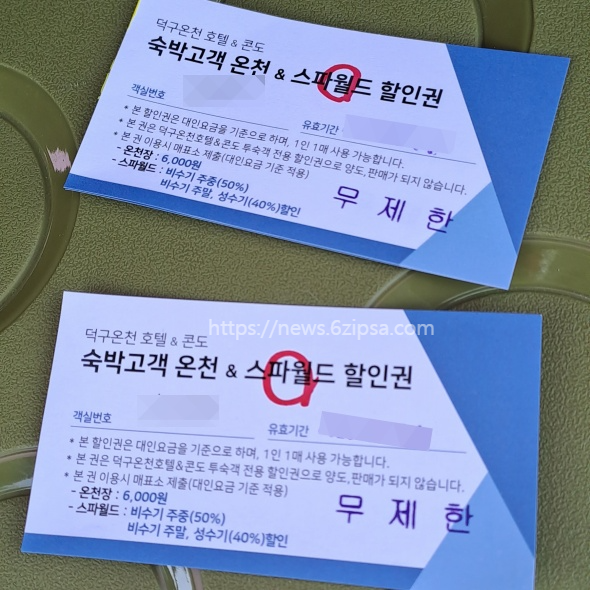 덕구온천 호텔 & 콘도
숙박고객 온천 & 스파월드 할인권
객실번호
유효기간
* 본 할인권은 대인요금을 기준으로 하며, 1인 1매 사용 가능합니다.
* 본 권은 덕구온천호텔&콘도 투숙객 전용 할인권으로 양도,판매가 되지 않습니다.
* 본 권 이용시 매표소 제출(대인요금 기준 적용)
- 온천장 : 6,000원
- 스파월드 : 비수기 주중(50%)
비수기 주말, 성수기(40%)할인
무 제 한
https://news.6zipsa.com
덕구온천 호텔 & 콘도
숙박고객 온천 & 스파월드 할인권
객실번호
유효기간
* 본 할인권은 대인요금을 기준으로 하며, 1인 1매 사용 가능합니다.
* 본 권은 덕구온천호텔&콘도 투숙객 전용 할인권으로 양도,판매가 되지 않습니다.
* 본 권 이용시 매표소 제출(대인요금 기준 적용)
- 온천장 : 6,000원
- 스파월드 : 비수기 주중(50%)
비수기 주말, 성수기(40%)할인
무 제 한